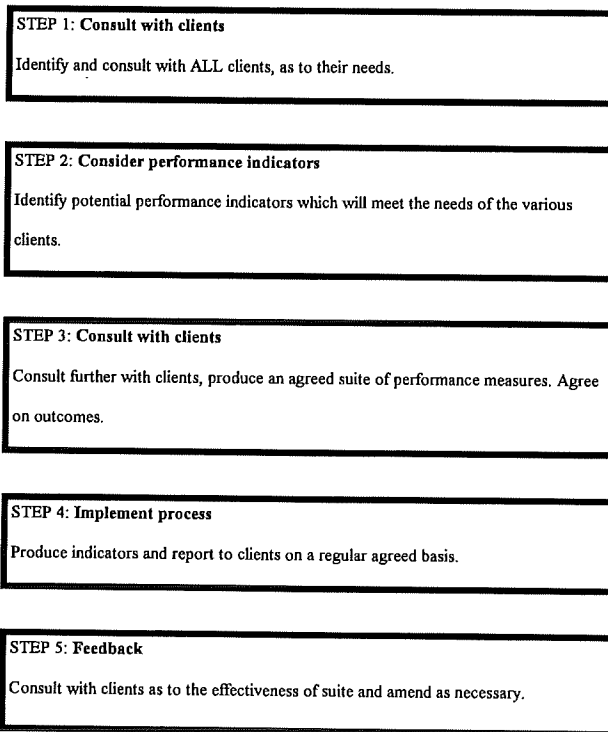 STEP 1: Consult with clients
Identify and consult with ALL clients, as to their needs.
STEP 2: Consider performance indicators
Identify potential performance indicators which will meet the needs of the various
clients.
STEP 3: Consult with clients
Consult further with clients, produce an agreed suite of performance measures. Agree
on outcomes.
STEP 4: Implement process
Produce indicators and report to clients on a regular agreed basis.
STEP 5: Feedback
Consult with clients as to the effectiveness of suite and amend as necessary.